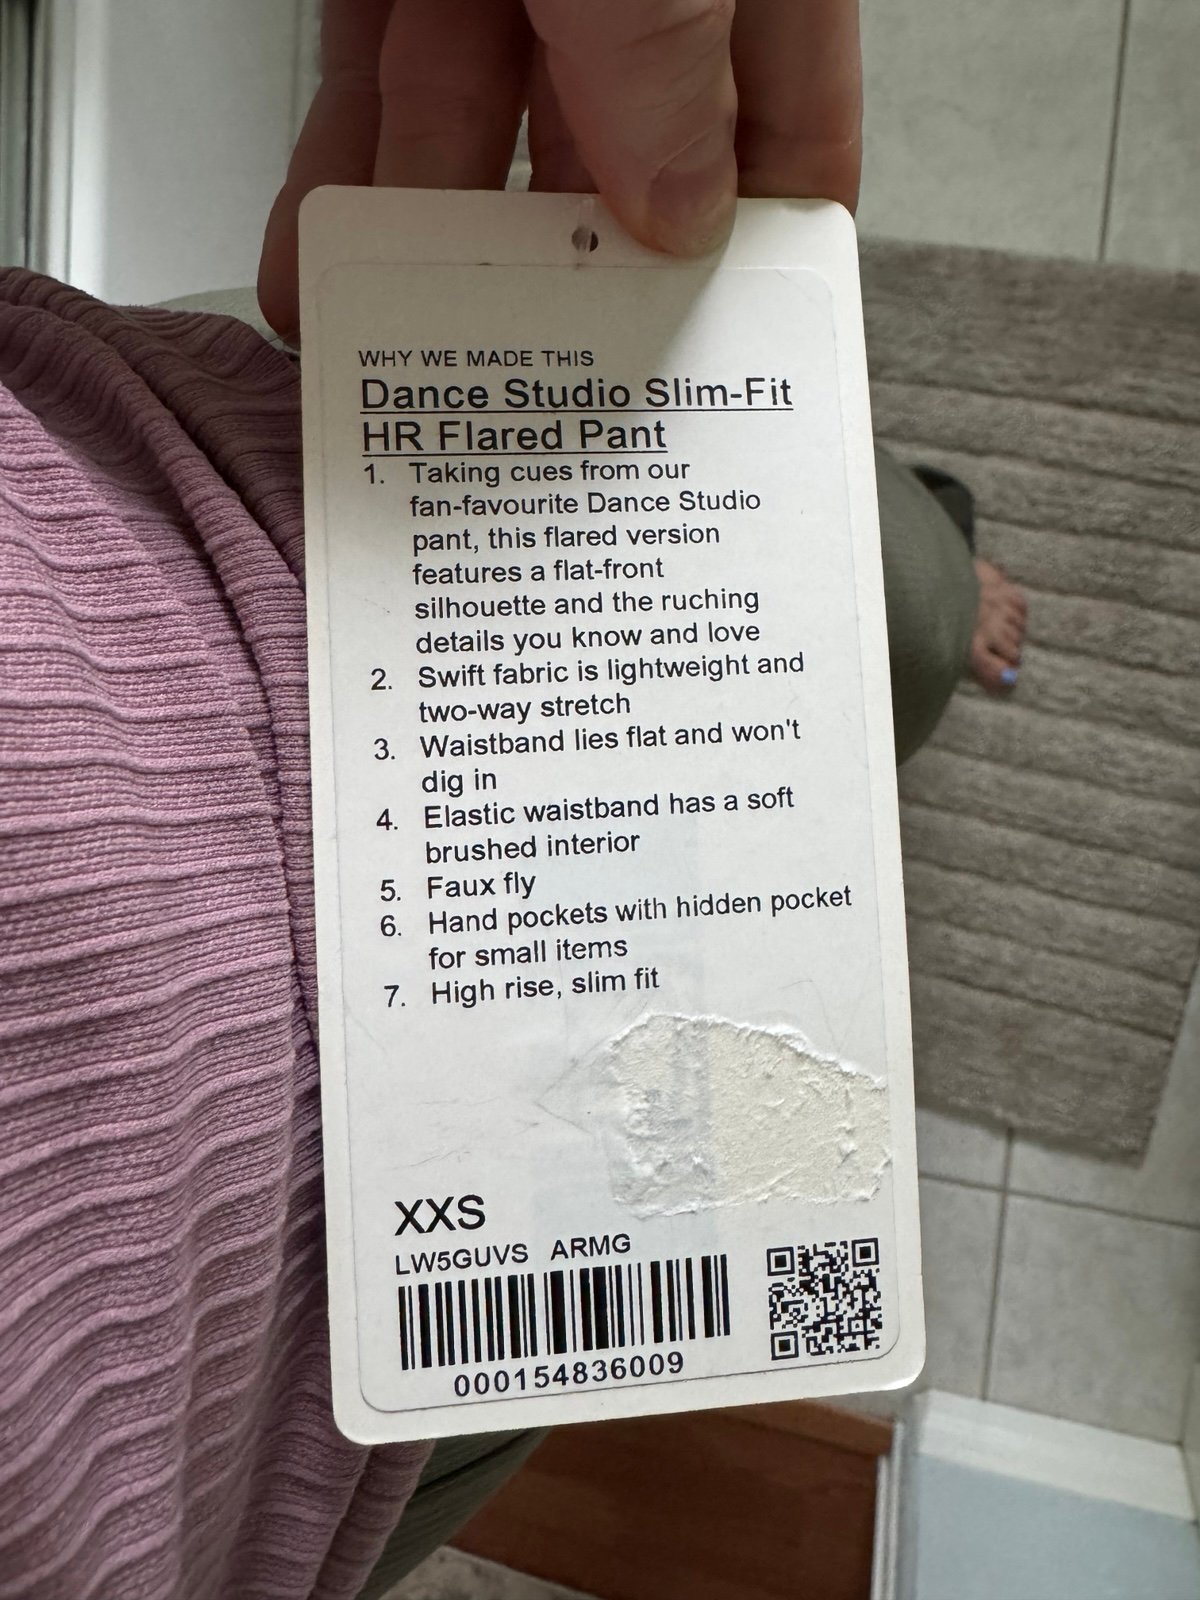 WHY WE MADE THIS
Dance Studio Slim-Fit
HR Flared Pant
1. Taking cues from our
fan-favourite Dance Studio
pant, this flared version
features a flat-front
silhouette and the ruching
details you know and love
2. Swift fabric is lightweight and
two-way stretch
3. Waistband lies flat and won't
dig in
4. Elastic waistband has a soft
brushed interior
5. Faux fly
6. Hand pockets with hidden pocket
for small items
7. High rise, slim fit
XXS
LW5GUVS ARMG
000154836009